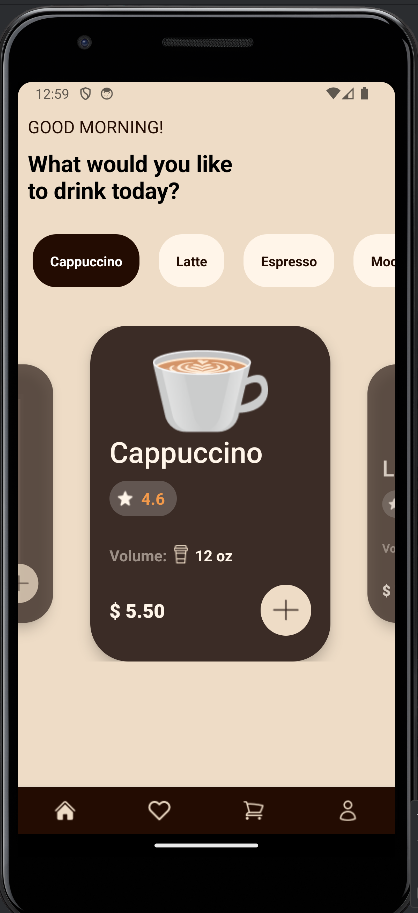 12:59
GOOD MORNING!
What would you like
to drink today?
Cappuccino
Latte
Espresso
Cappuccino
4.6
Volume: 12 oz
$ 5.50
L
Vo
$